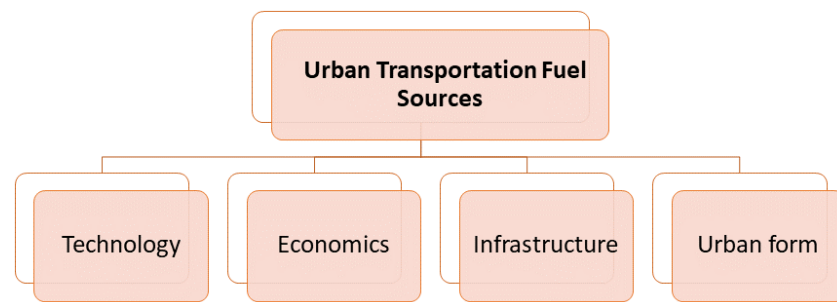 Urban Transportation Fuel
Sources
Technology
Economics
Infrastructure
Urban form